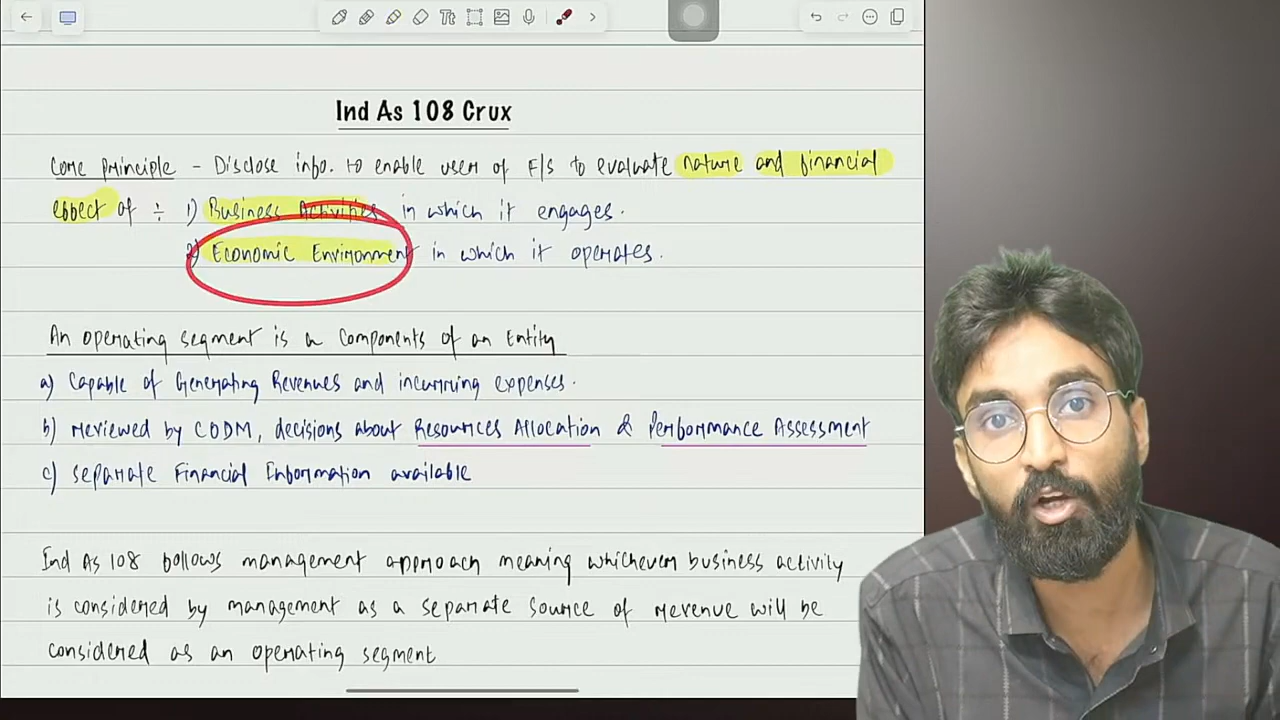 Ind As 108 Crux
Core principle - Disclose info. to enable users of F/S to evaluate nature and financial
effect of ÷ 1) Business Activities in which it engages.
2) Economic Environment in which it operates.
An operating segment is a Components of an Entity
a) Capable of Generating Revenues and incurring expenses.
b) reviewed by CODM, decisions about Resources Allocation & Performance Assessment
c) separate Financial Information available
Ind As 108 follows management approach meaning whichever business activity
is considered by management as a separate source of revenue will be
considered as an operating segment